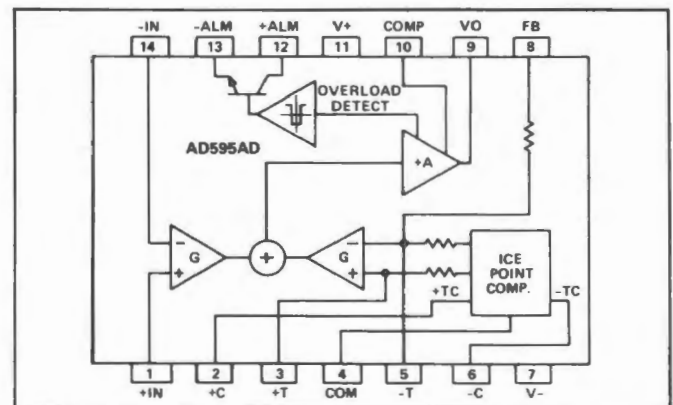 -IN -ALM +ALM V+ COMP VO FB
14 13 12 11 10 9 8
OVERLOAD
DETECT
AD595AD
+A
- -
G + G
+ +
ICE
POINT
COMP.
+TC -TC
1 2 3 4 5 6 7
+IN +C +T COM -T -C V-